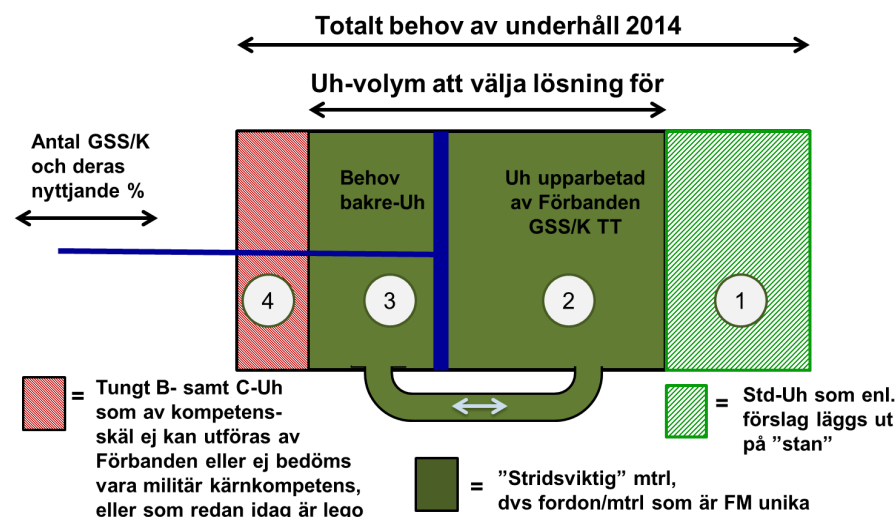 Totalt behov av underhåll 2014
Uh-volym att välja lösning för
Antal GSS/K
och deras
nyttjande %
Behov
bakre-Uh
Uh upparbetad
av Förbanden
GSS/K TT
4
3
2
1
= Tungt B- samt C-Uh
som av kompetens-
skäl ej kan utföras av
Förbanden eller ej bedöms
vara militär kärnkompetens,
eller som redan idag är lego
= Std-Uh som enl.
förslag läggs ut
på ”stan”
= ”Stridsviktig” mtrl,
dvs fordon/mtrl som är FM unika